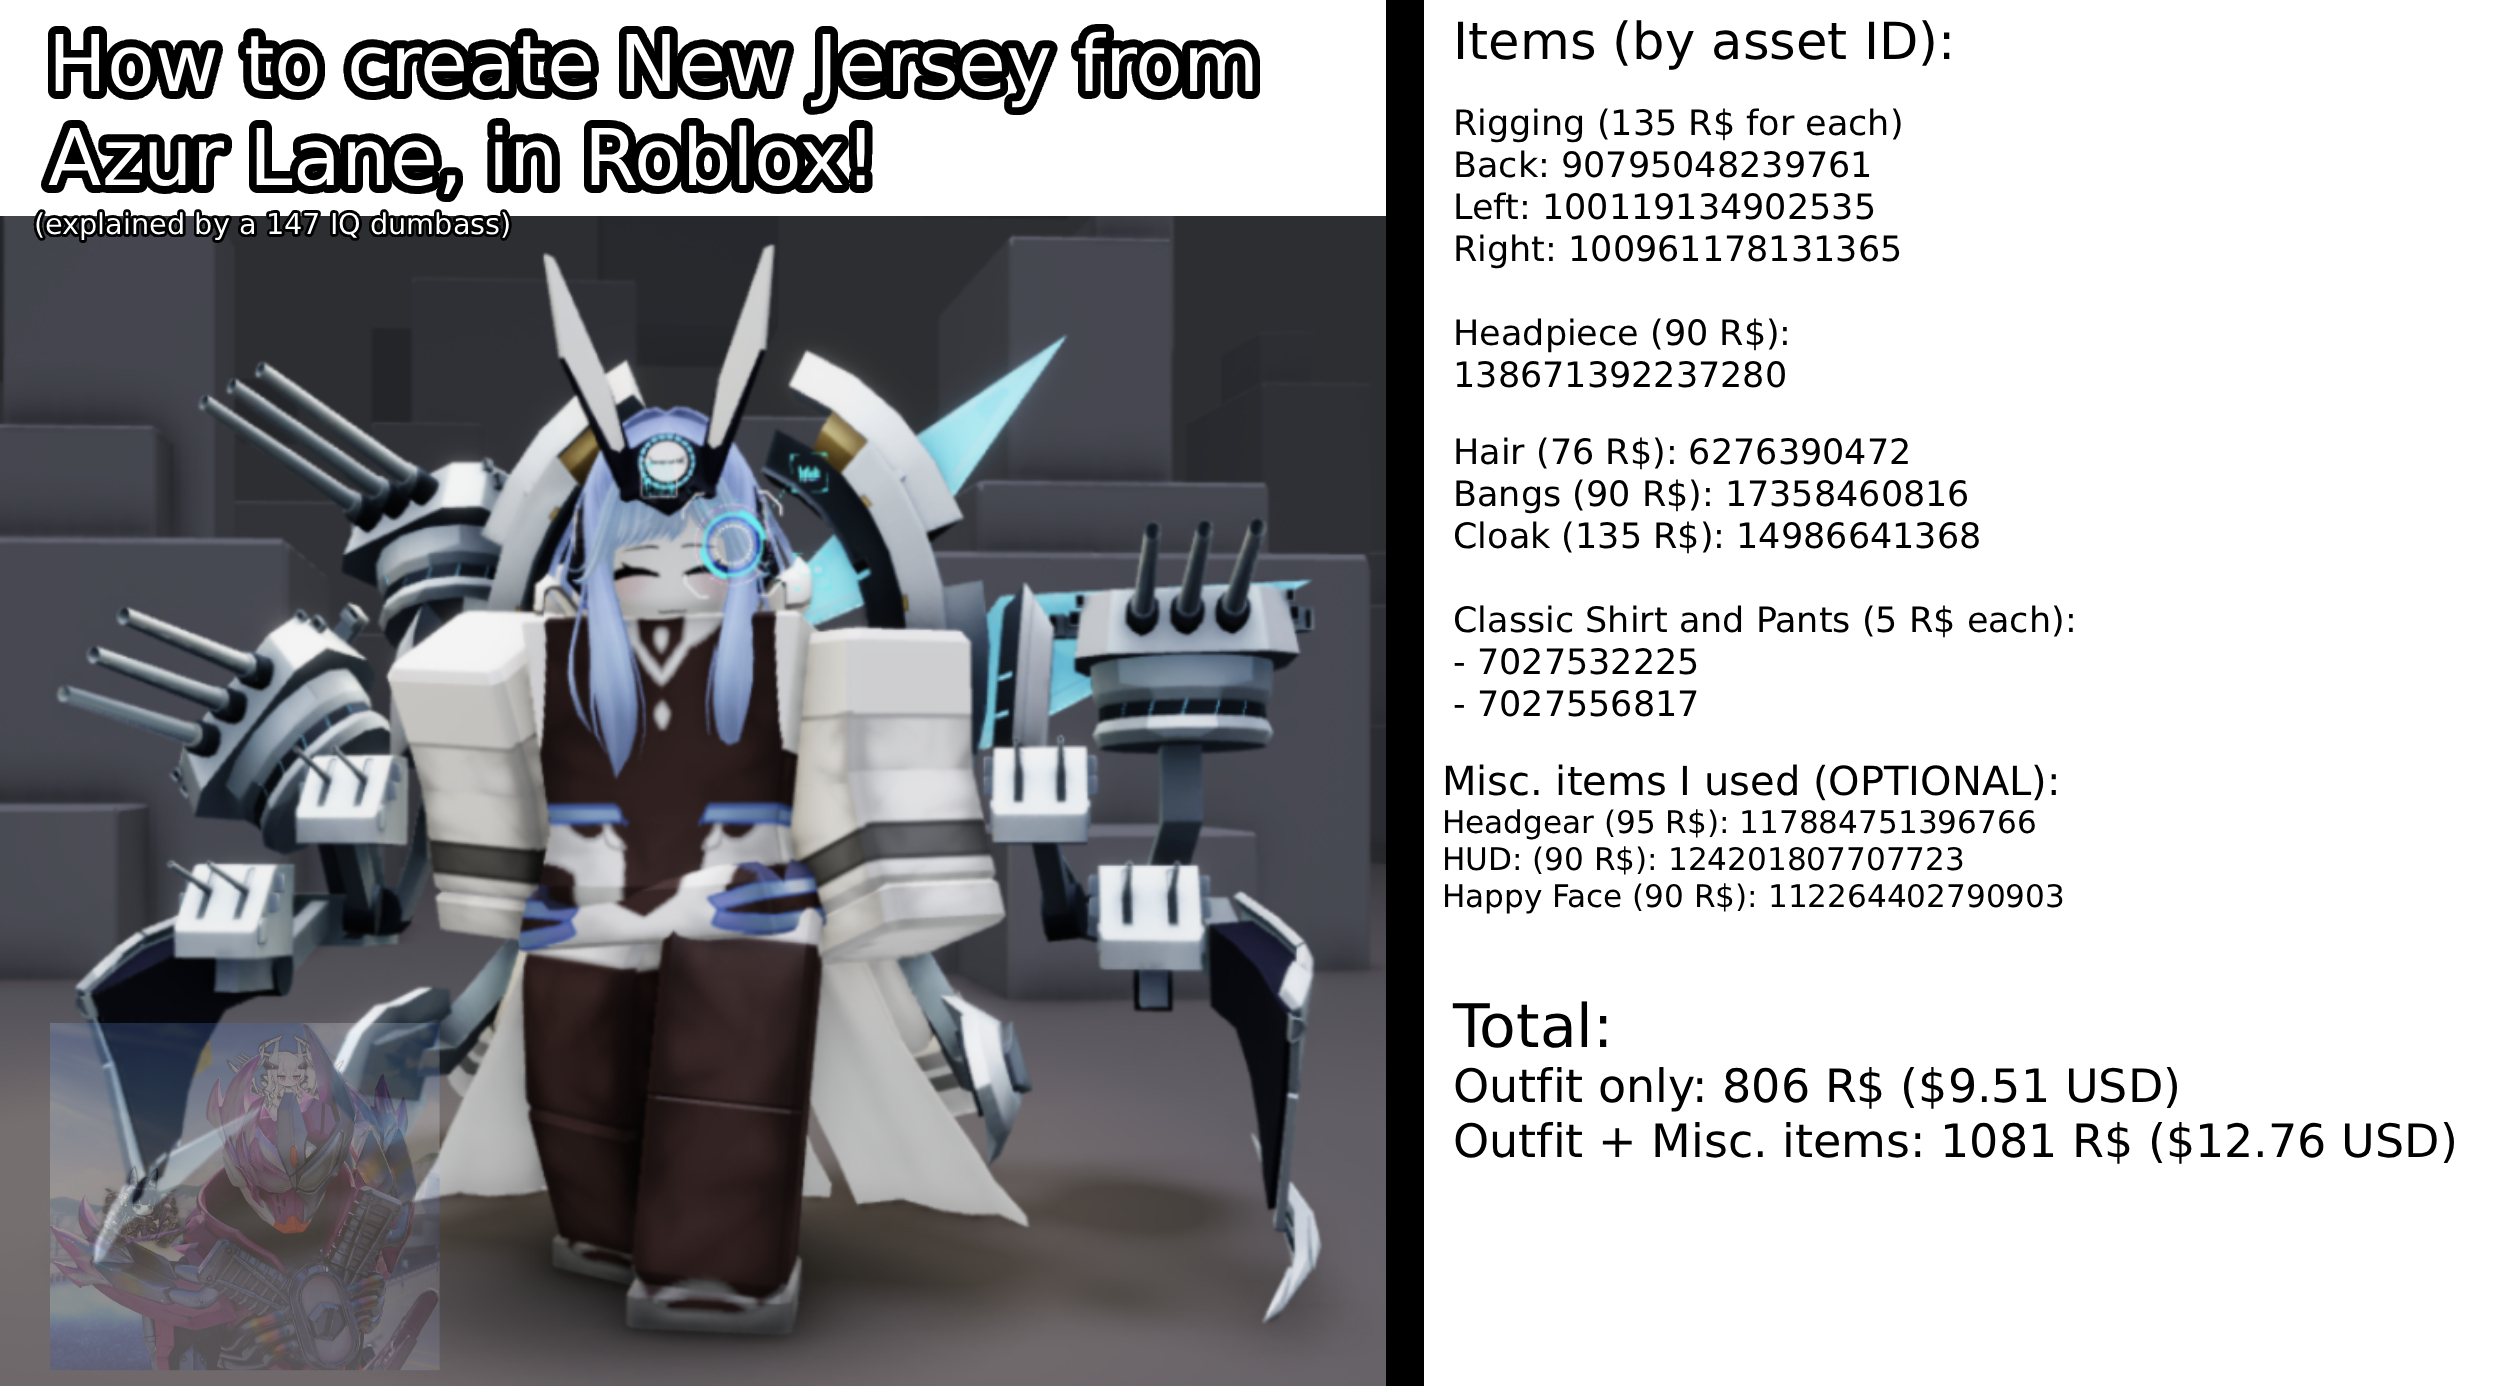 How to create New Jersey from
Azur Lane, in Roblox!
(explained by a 147 IQ dumbass)
Items (by asset ID):
Rigging (135 R$ for each)
Back: 90795048239761
Left: 100119134902535
Right: 100961178131365
Headpiece (90 R$):
138671392237280
Hair (76 R$): 6276390472
Bangs (90 R$): 17358460816
Cloak (135 R$): 14986641368
Classic Shirt and Pants (5 R$ each):
- 7027532225
- 7027556817
Misc. items I used (OPTIONAL):
Headgear (95 R$): 117884751396766
HUD: (90 R$): 124201807707723
Happy Face (90 R$): 112264402790903
Total:
Outfit only: 806 R$ ($9.51 USD)
Outfit + Misc. items: 1081 R$ ($12.76 USD)